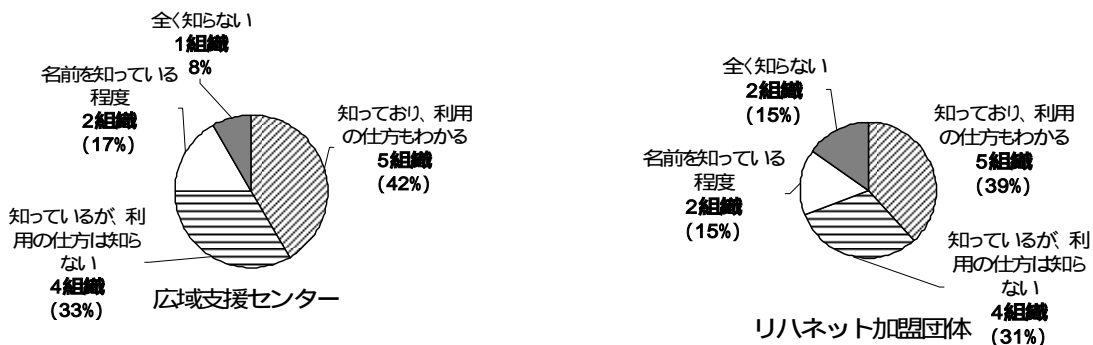 全く知らない
1組織
8%
名前を知っている
程度
2組織
(17%)
知っており、利用
の仕方もわかる
5組織
(42%)
知っているが、利
用の仕方は知ら
ない
4組織
(33%)
広域支援センター
全く知らない
2組織
(15%)
名前を知っている
程度
2組織
(15%)
知っており、利用
の仕方もわかる
5組織
(39%)
知っているが、利
用の仕方は知ら
ない
4組織
(31%)
リハネット加盟団体